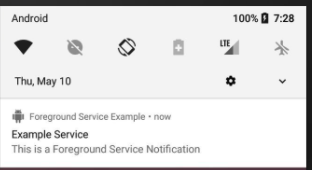 Android 100% 7:28
LTE
Thu, May 10
Foreground Service Example • now
Example Service
This is a Foreground Service Notification